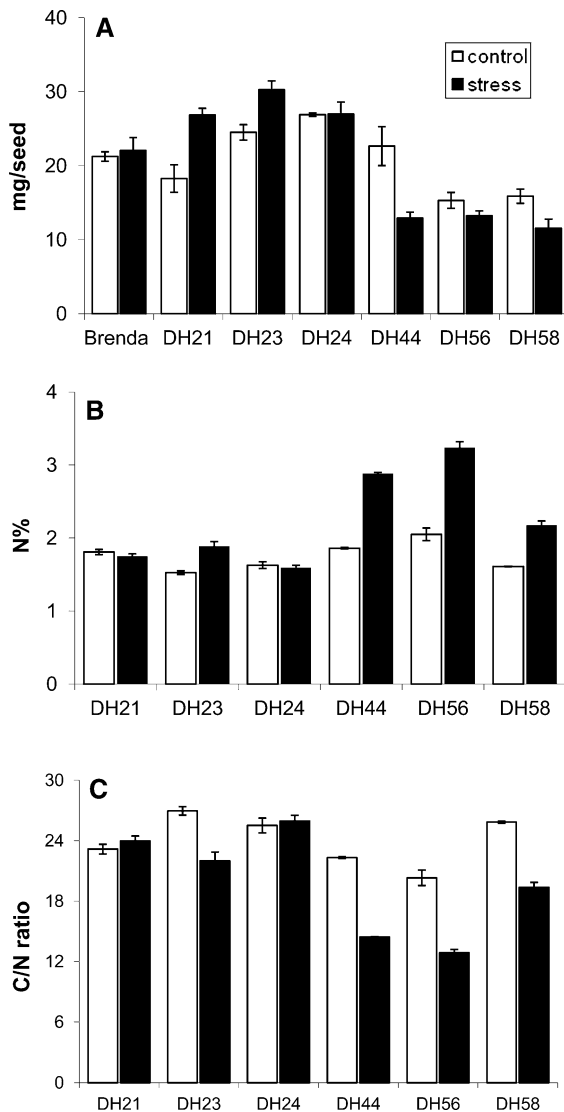 A
control
stress
mg/seed
40
30
20
10
0
Brenda DH21 DH23 DH24 DH44 DH56 DH58
B
N%
4
3
2
1
0
DH21 DH23 DH24 DH44 DH56 DH58
C
C/N ratio
30
24
18
12
6
0
DH21 DH23 DH24 DH44 DH56 DH58